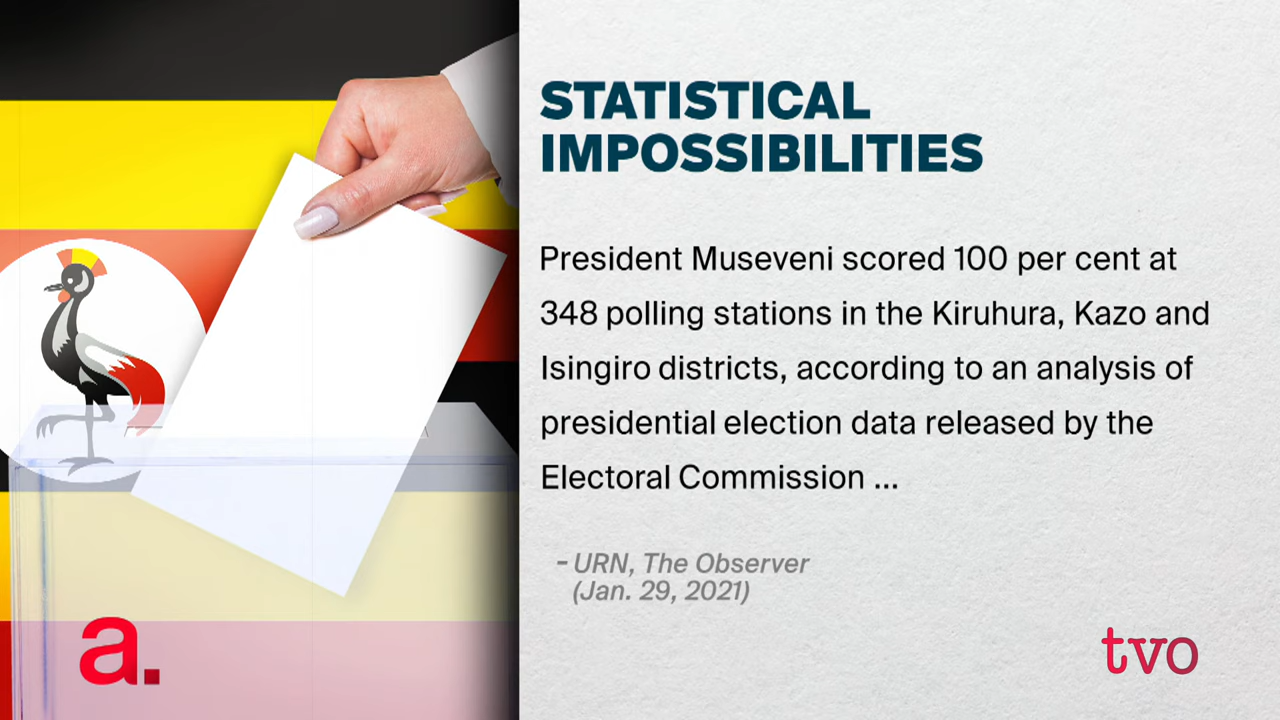 STATISTICAL
IMPOSSIBILITIES
President Museveni scored 100 per cent at
348 polling stations in the Kiruhura, Kazo and
Isingiro districts, according to an analysis of
presidential election data released by the
Electoral Commission ...
- URN, The Observer
(Jan. 29, 2021)
a.
tvo